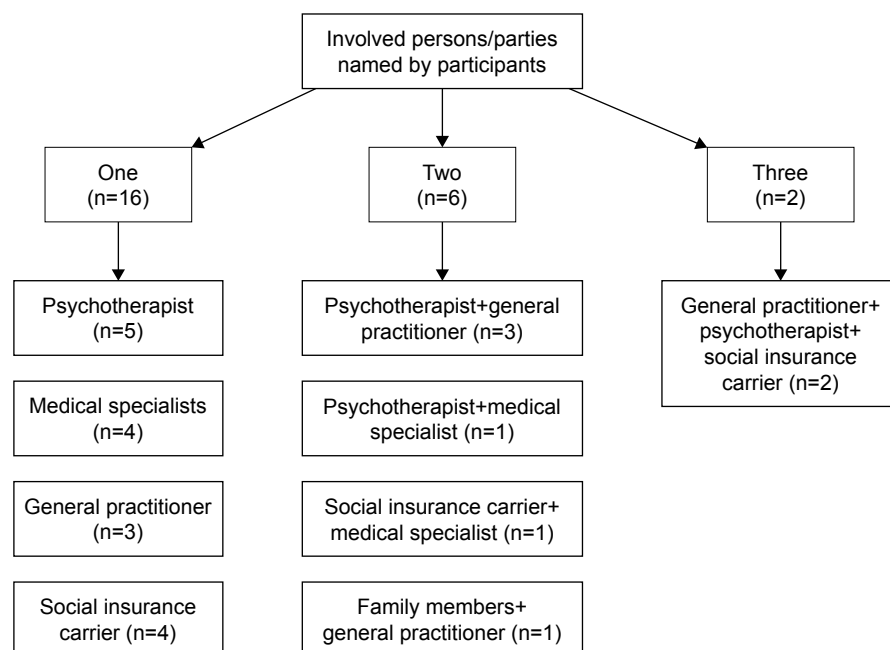 Involved persons/parties
named by participants
One
(n=16)
Two
(n=6)
Three
(n=2)
Psychotherapist
(n=5)
Medical specialists
(n=4)
General practitioner
(n=3)
Social insurance
carrier (n=4)
Psychotherapist+general
practitioner (n=3)
Psychotherapist+medical
specialist (n=1)
Social insurance carrier+
medical specialist (n=1)
Family members+
general practitioner (n=1)
General practitioner+
psychotherapist+
social insurance
carrier (n=2)